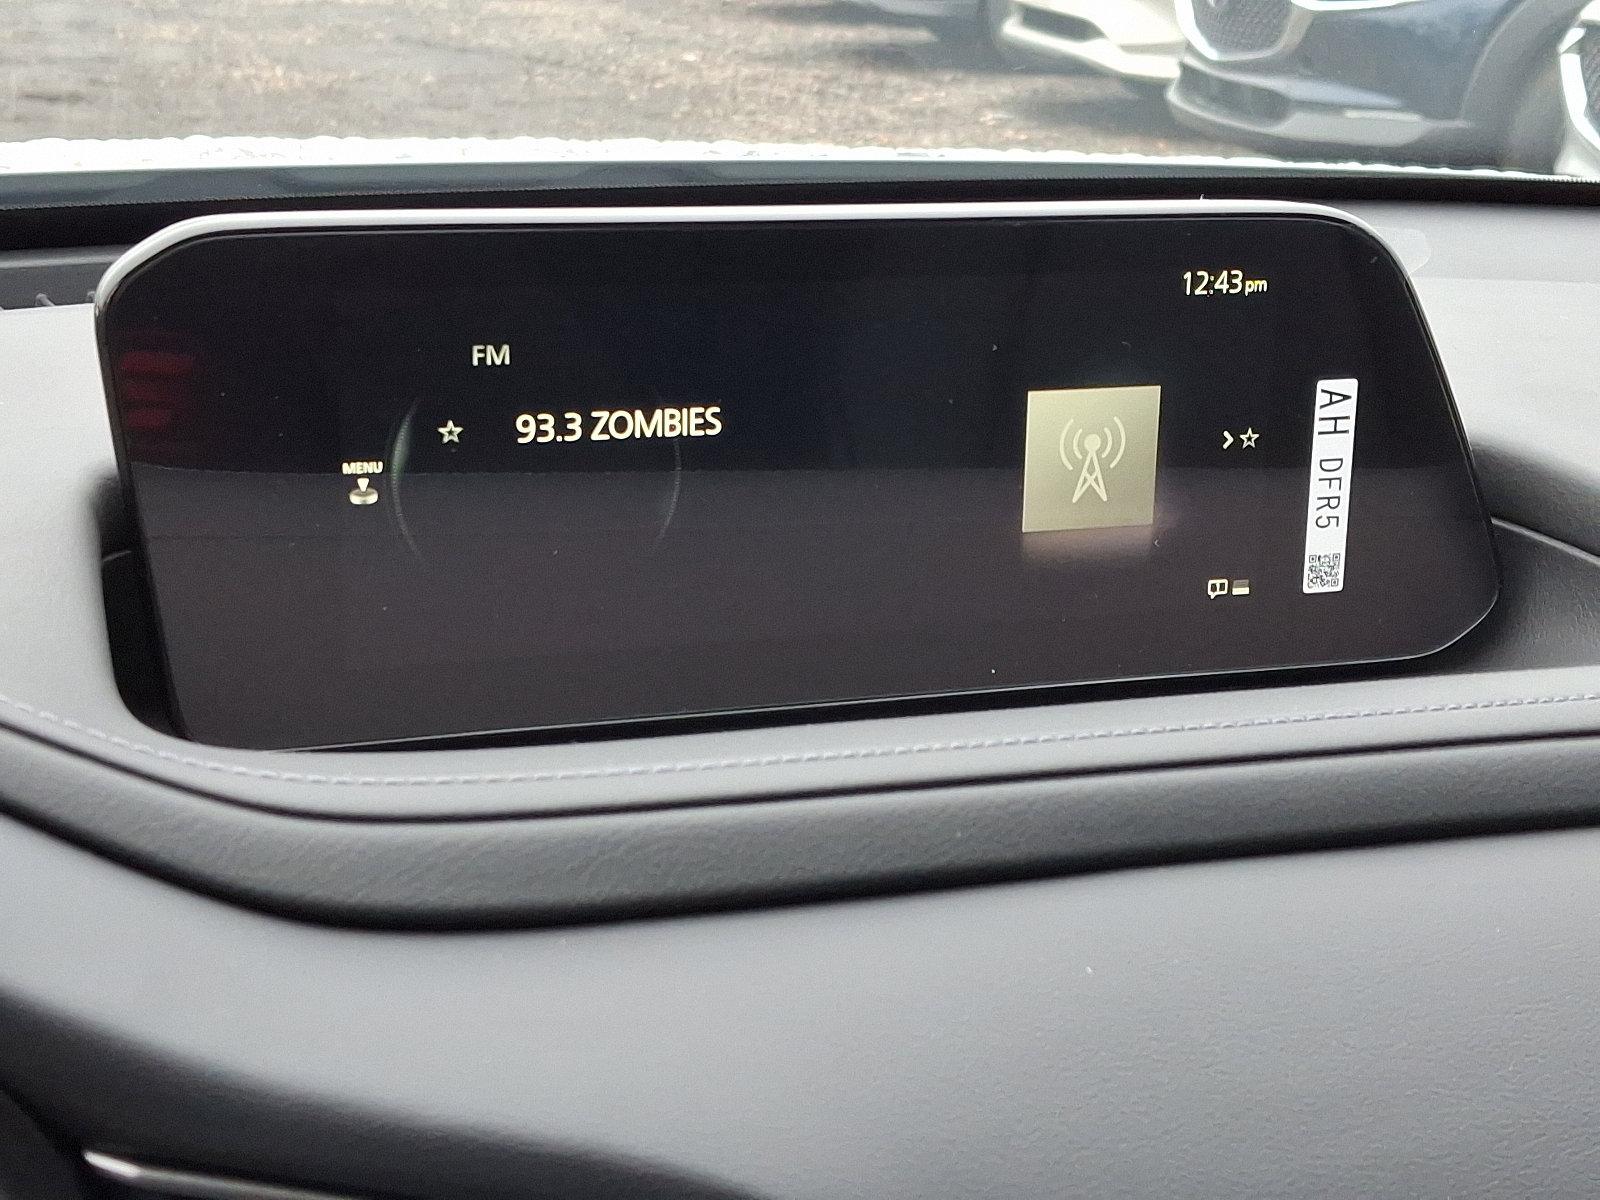 12:43pm
FM
93.3 ZOMBIES
MENU
AH DFR5